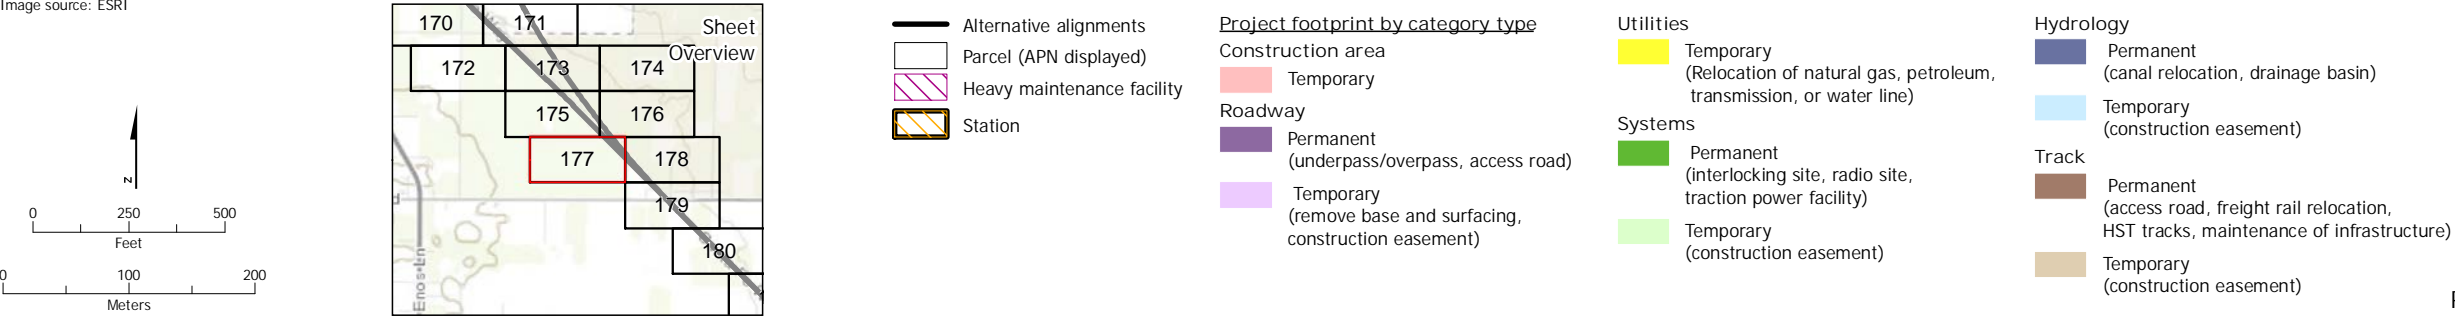 Image source: ESRI
N
0 250 500
Feet
0 100 200
Meters
Sheet
Overview
170 171
172 173 174
175 176
177 178
179
180
Enos Ln
Alternative alignments
Parcel (APN displayed)
Heavy maintenance facility
Station
Project footprint by category type
Construction area
Temporary
Roadway
Permanent
(underpass/overpass, access road)
Temporary
(remove base and surfacing,
construction easement)
Utilities
Temporary
(Relocation of natural gas, petroleum,
transmission, or water line)
Systems
Permanent
(interlocking site, radio site,
traction power facility)
Temporary
(construction easement)
Hydrology
Permanent
(canal relocation, drainage basin)
Temporary
(construction easement)
Track
Permanent
(access road, freight rail relocation,
HST tracks, maintenance of infrastructure)
Temporary
(construction easement)